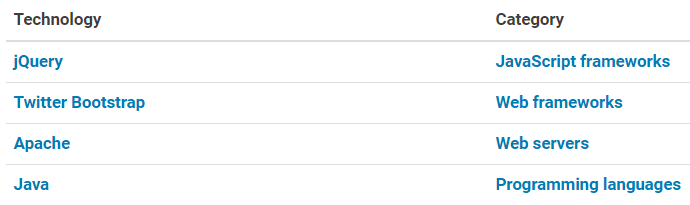 Technology Category
jQuery JavaScript frameworks
Twitter Bootstrap Web frameworks
Apache Web servers
Java Programming languages